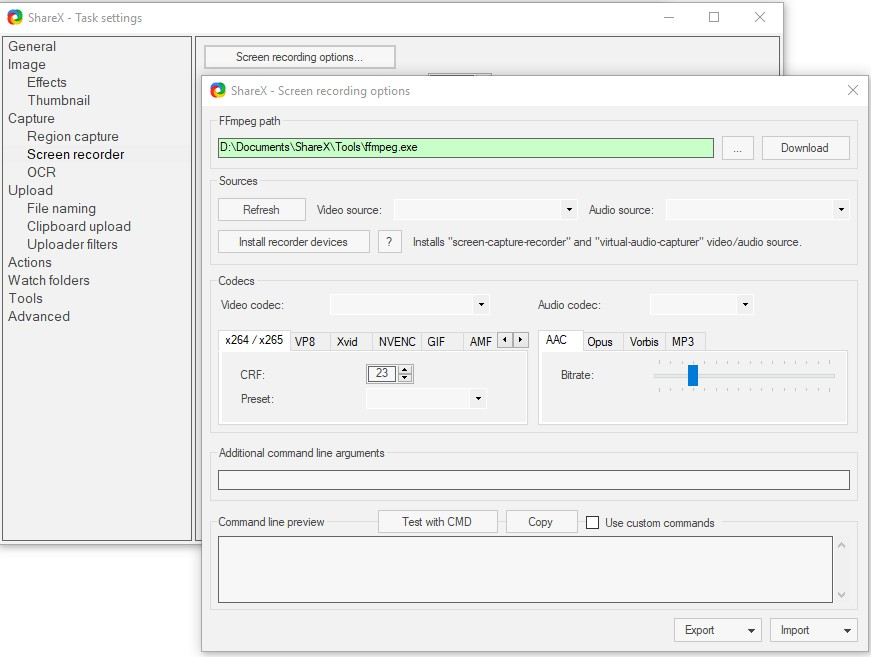 ShareX - Task settings
General
Image
Effects
Thumbnail
Capture
Region capture
Screen recorder
OCR
Upload
File naming
Clipboard upload
Uploader filters
Actions
Watch folders
Tools
Advanced
Screen recording options...
ShareX - Screen recording options
FFmpeg path
D:\Documents\ShareX\Tools\ffmpeg.exe
... Download
Sources
Refresh Video source: Audio source:
Install recorder devices ? Installs "screen-capture-recorder" and "virtual-audio-capturer" video/audio source.
Codecs
Video codec: Audio codec:
x264 / x265 VP8 Xvid NVENC GIF AMF AAC Opus Vorbis MP3
CRF: 23 Bitrate:
Preset:
Additional command line arguments
Command line preview Test with CMD Copy Use custom commands
Export Import